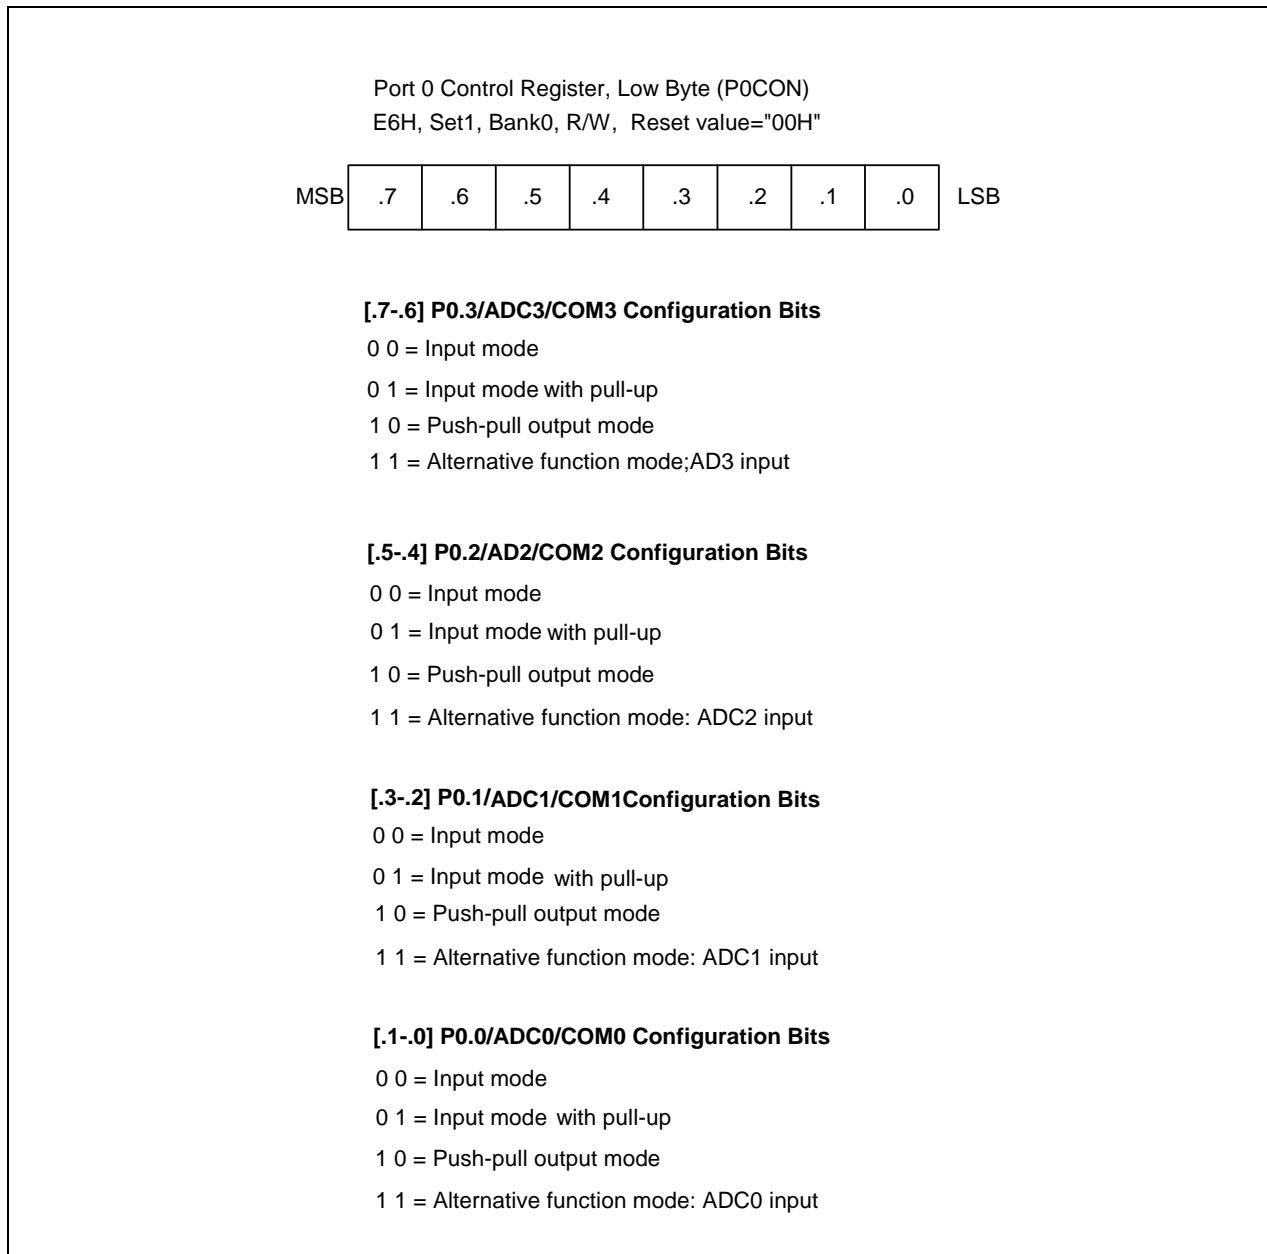 Port 0 Control Register, Low Byte (P0CON)
E6H, Set1, Bank0, R/W, Reset value="00H"
MSB .7 .6 .5 .4 .3 .2 .1 .0 LSB
[.7-.6] P0.3/ADC3/COM3 Configuration Bits
0 0 = Input mode
0 1 = Input mode with pull-up
1 0 = Push-pull output mode
1 1 = Alternative function mode;AD3 input
[.5-.4] P0.2/AD2/COM2 Configuration Bits
0 0 = Input mode
0 1 = Input mode with pull-up
1 0 = Push-pull output mode
1 1 = Alternative function mode: ADC2 input
[.3-.2] P0.1/ADC1/COM1Configuration Bits
0 0 = Input mode
0 1 = Input mode with pull-up
1 0 = Push-pull output mode
1 1 = Alternative function mode: ADC1 input
[.1-.0] P0.0/ADC0/COM0 Configuration Bits
0 0 = Input mode
0 1 = Input mode with pull-up
1 0 = Push-pull output mode
1 1 = Alternative function mode: ADC0 input